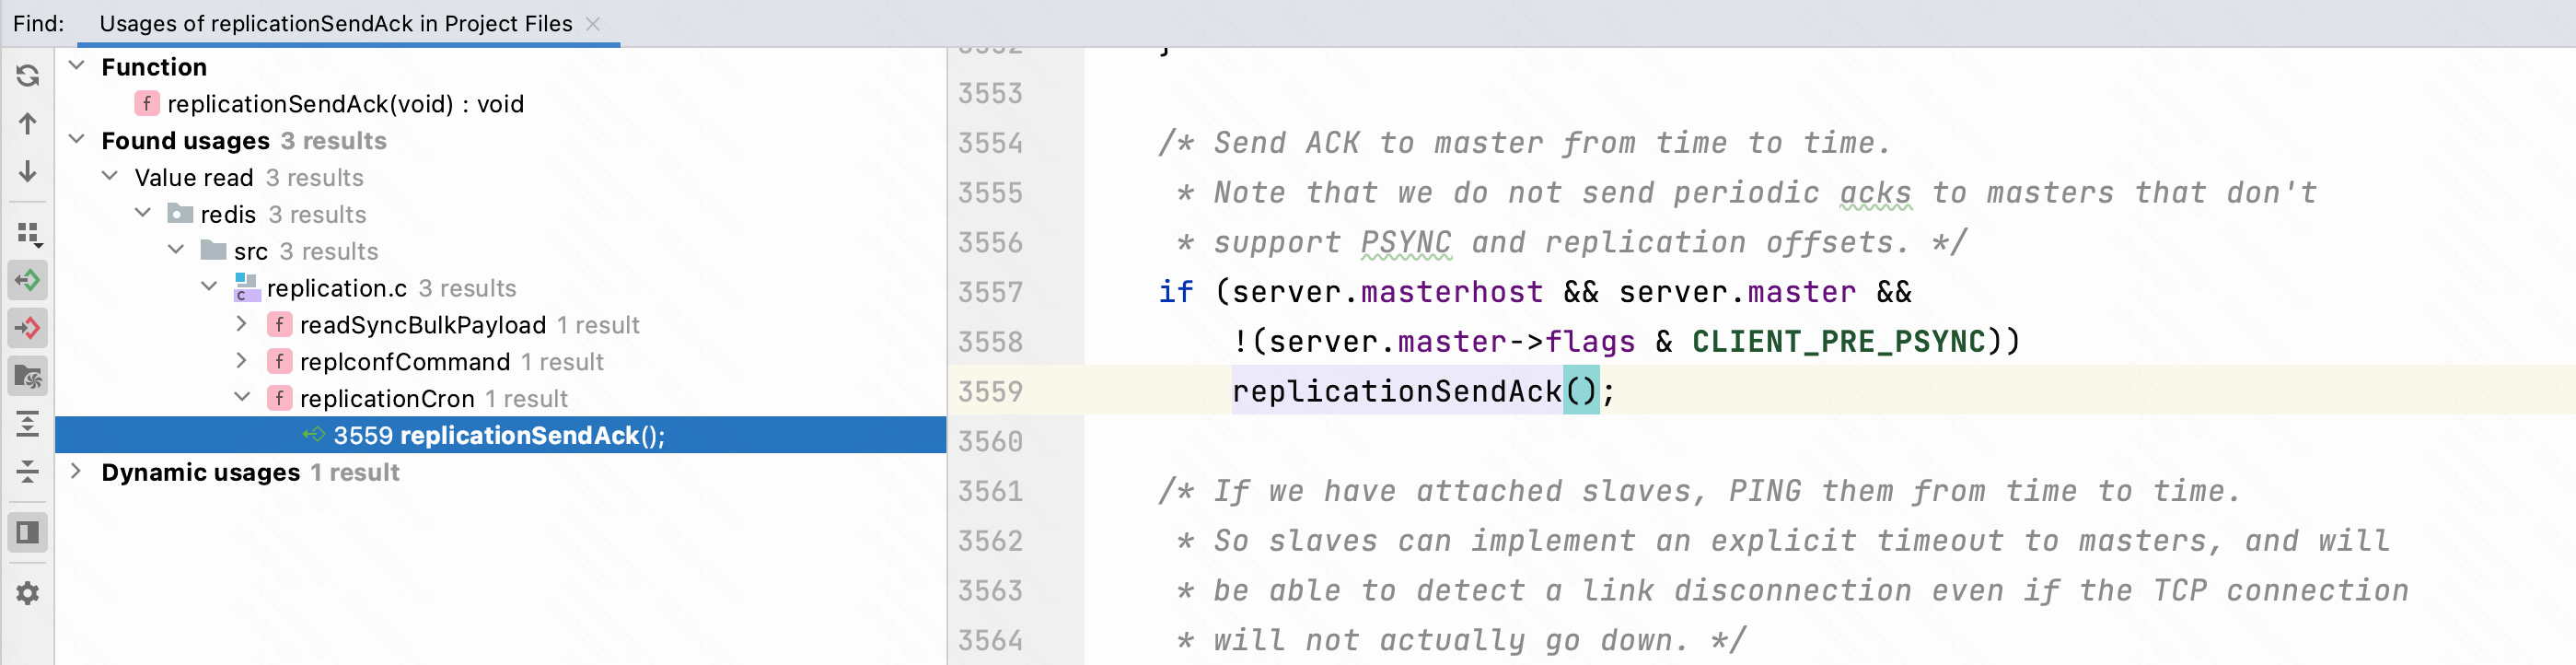 Find: Usages of replicationSendAck in Project Files
Function
f replicationSendAck(void) : void
Found usages 3 results
Value read 3 results
redis 3 results
src 3 results
replication.c 3 results
f readSyncBulkPayload 1 result
f replconfCommand 1 result
f replicationCron 1 result
3559 replicationSendAck();
Dynamic usages 1 result
3552 }
3553
3554 /* Send ACK to master from time to time.
3555 * Note that we do not send periodic acks to masters that don't
3556 * support PSYNC and replication offsets. */
3557 if (server.masterhost && server.master &&
3558 !(server.master->flags & CLIENT_PRE_PSYNC))
3559 replicationSendAck();
3560
3561 /* If we have attached slaves, PING them from time to time.
3562 * So slaves can implement an explicit timeout to masters, and will
3563 * be able to detect a link disconnection even if the TCP connection
3564 * will not actually go down. */